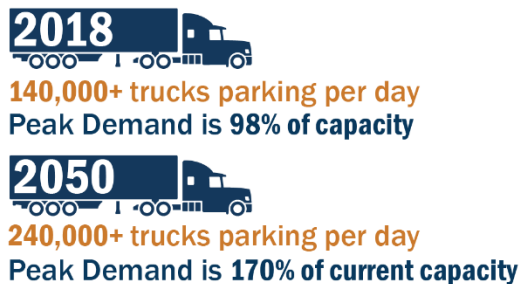 2018
140,000+ trucks parking per day
Peak Demand is 98% of capacity
2050
240,000+ trucks parking per day
Peak Demand is 170% of current capacity